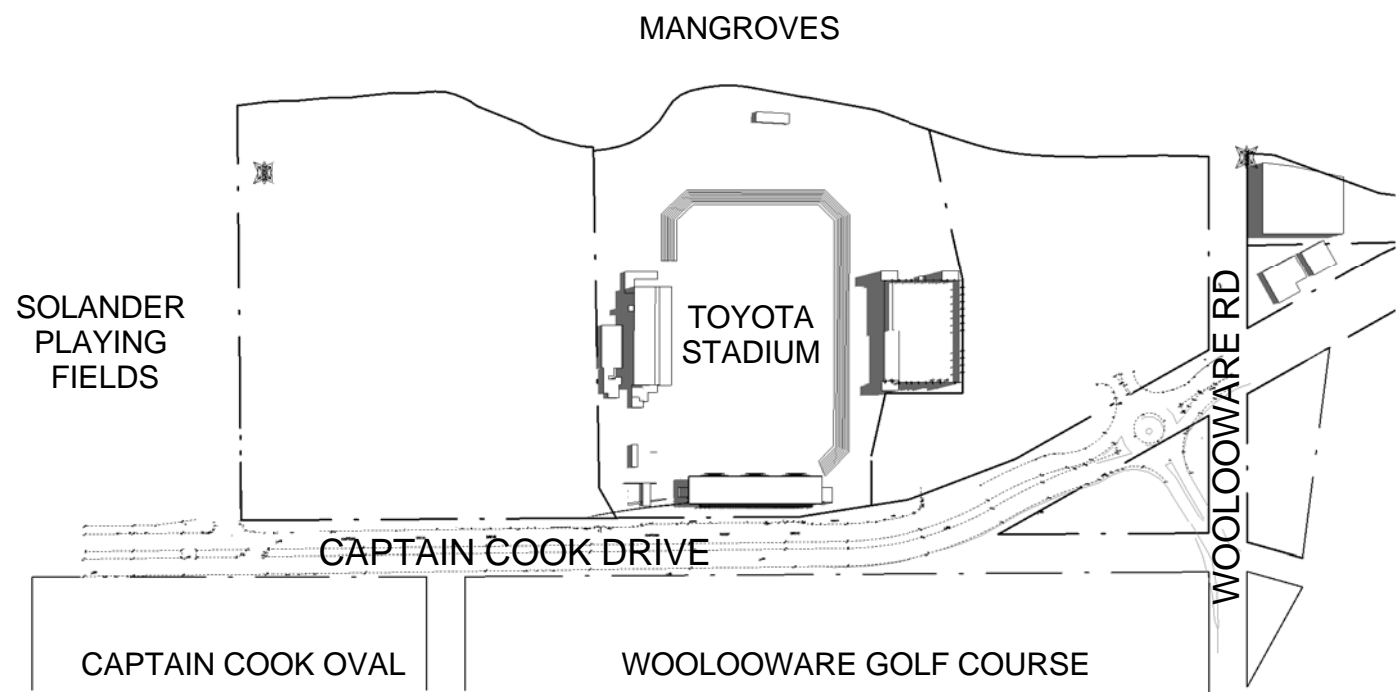 MANGROVES
SOLANDER
PLAYING
FIELDS
TOYOTA
STADIUM
WOOLOOWARE RD
CAPTAIN COOK DRIVE
CAPTAIN COOK OVAL
WOOLOOWARE GOLF COURSE